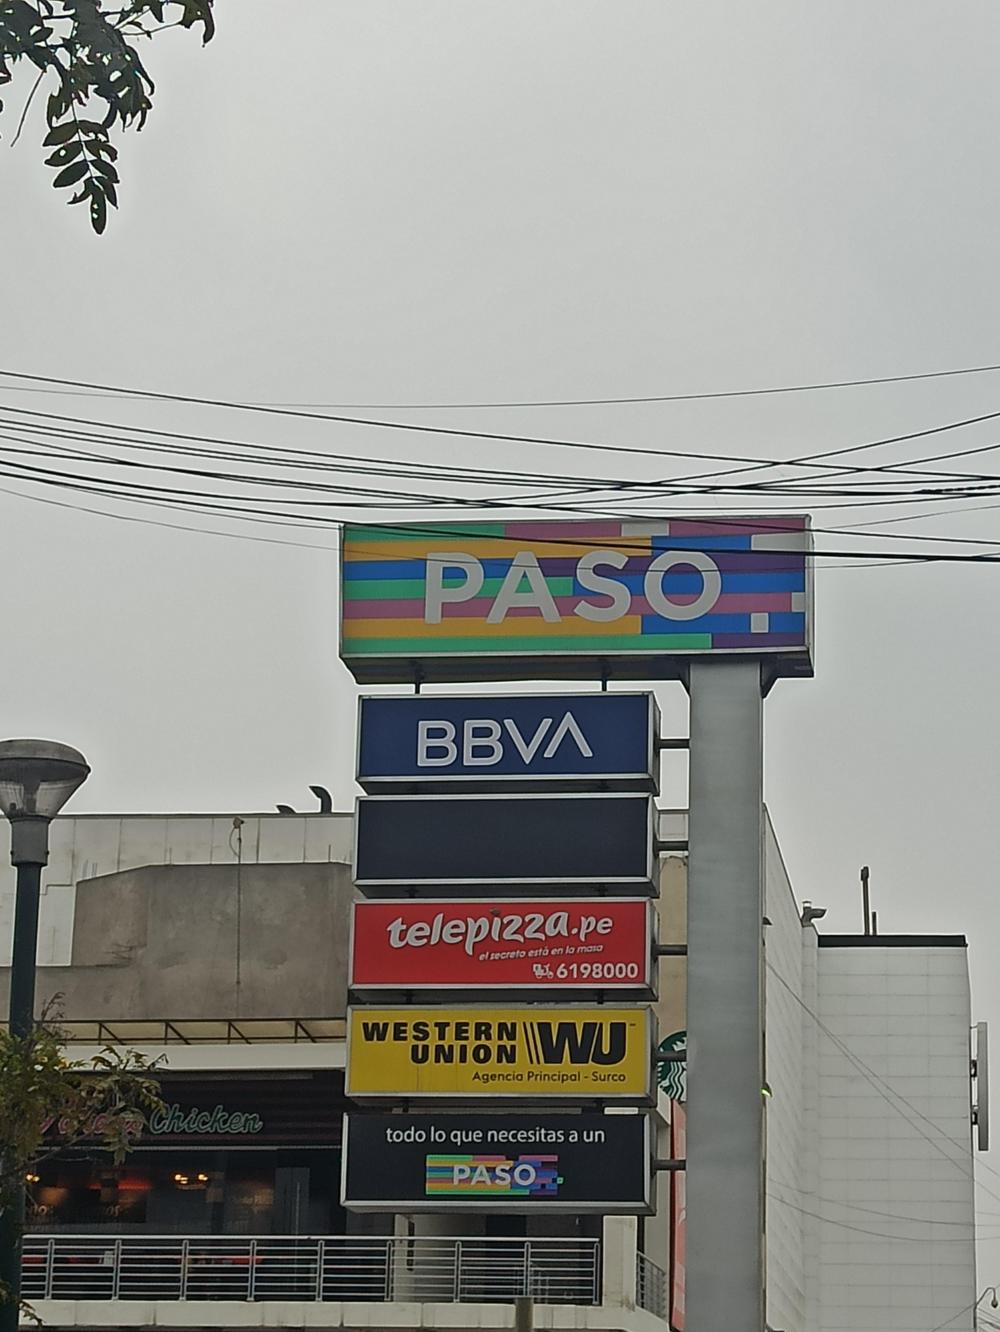 PASO
BBVA
telepizza.pe
el secreto está en la masa
6198000
WESTERN
UNION
WU
Agencia Principal - Surco
Chicken
todo lo que necesitas a un
PASO